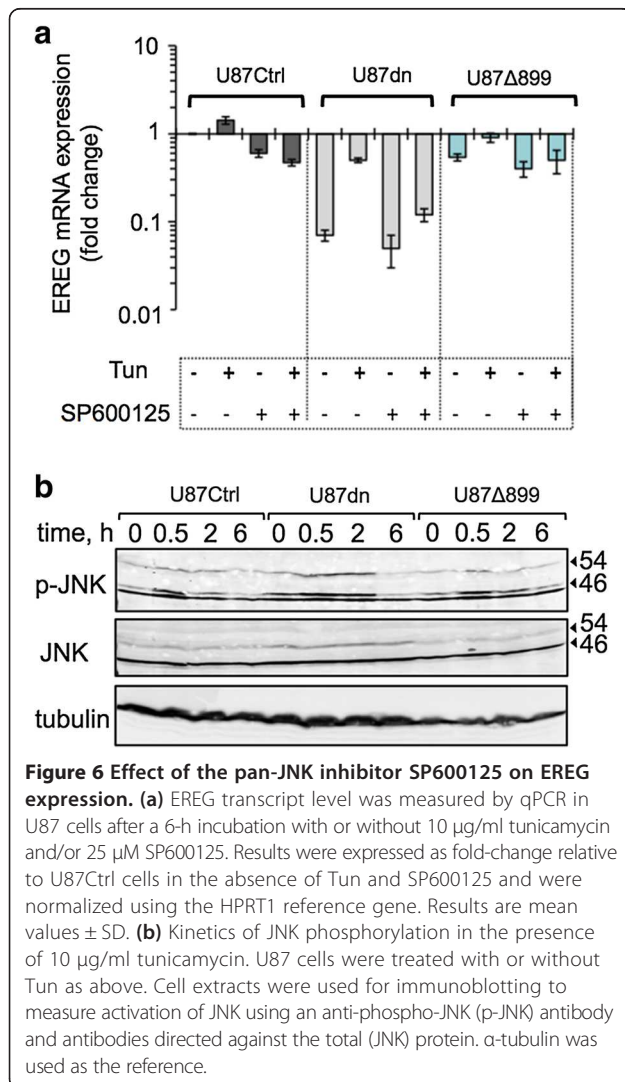 a
EREG mRNA expression
(fold change)
10
1
0.1
0.01
U87Ctrl U87dn U87Δ899
Tun - + - + - + - + - + - +
SP600125 - - + + - - + + - - + +
b
U87Ctrl U87dn U87Δ899
time, h 0 0.5 2 6 0 0.5 2 6 0 0.5 2 6
p-JNK
54
46
JNK
54
46
tubulin
Figure 6 Effect of the pan-JNK inhibitor SP600125 on EREG
expression. (a) EREG transcript level was measured by qPCR in
U87 cells after a 6-h incubation with or without 10 μg/ml tunicamycin
and/or 25 μM SP600125. Results were expressed as fold-change relative
to U87Ctrl cells in the absence of Tun and SP600125 and were
normalized using the HPRT1 reference gene. Results are mean
values ± SD. (b) Kinetics of JNK phosphorylation in the presence
of 10 μg/ml tunicamycin. U87 cells were treated with or without
Tun as above. Cell extracts were used for immunoblotting to
measure activation of JNK using an anti-phospho-JNK (p-JNK) antibody
and antibodies directed against the total (JNK) protein. α-tubulin was
used as the reference.